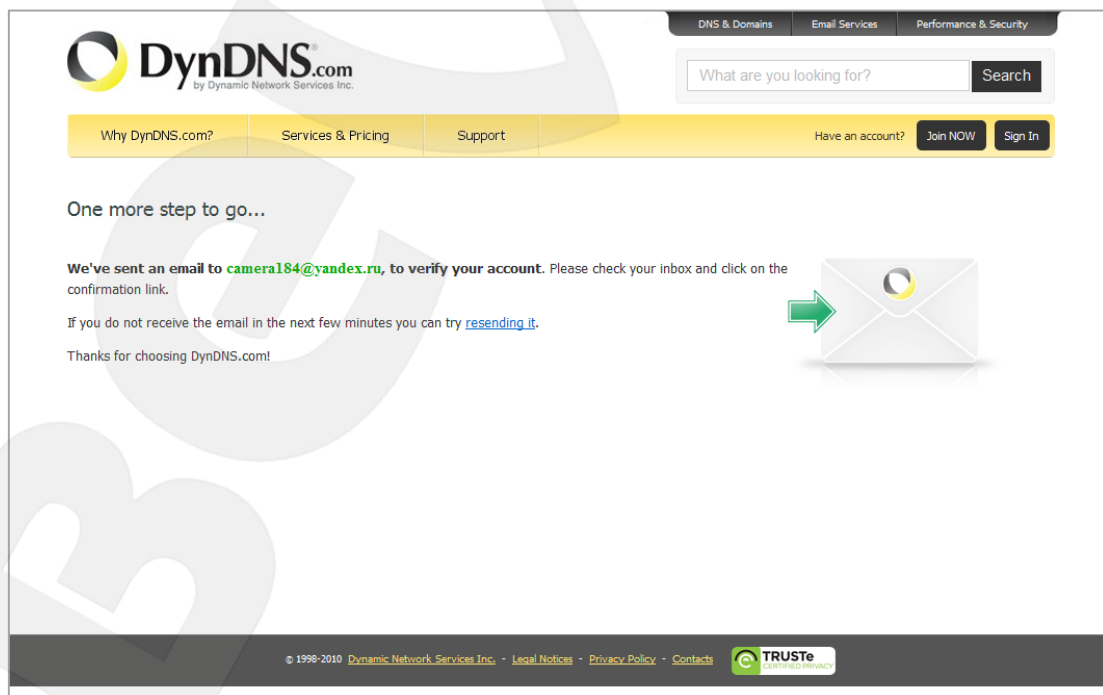 DNS & Domains Email Services Performance & Security
DynDNS.com
by Dynamic Network Services Inc.
What are you looking for? Search
Why DynDNS.com? Services & Pricing Support Have an account? Join NOW Sign In
One more step to go...
We've sent an email to camera184@yandex.ru, to verify your account. Please check your inbox and click on the
confirmation link.
If you do not receive the email in the next few minutes you can try resending it.
Thanks for choosing DynDNS.com!
© 1998-2010 Dynamic Network Services Inc. - Legal Notices - Privacy Policy - Contacts
TRUSTe
CERTIFIED PRIVACY